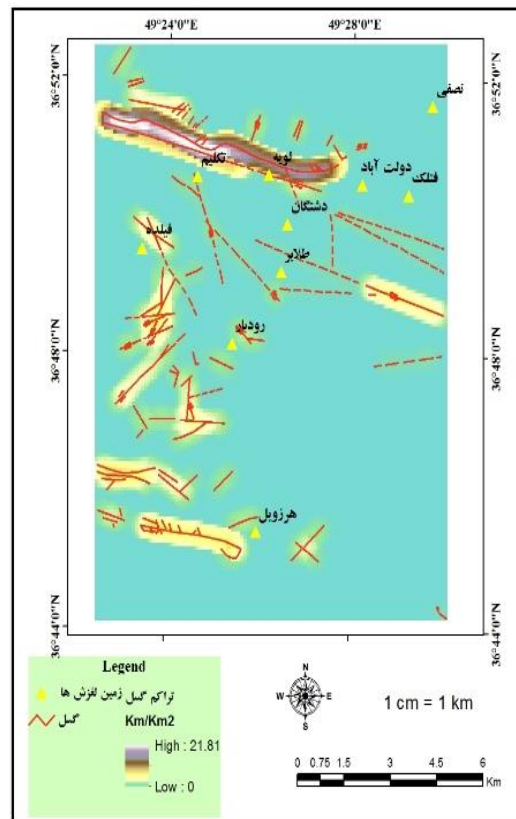 49°24'0"E 49°28'0"E
36°52'0"N 36°52'0"N
نصفی
تکلیم لویه دولت آباد فتلک
دشتگان
فیلده
طلابر
36°48'0"N 36°48'0"N
رودبار
هرزویل
36°44'0"N 36°44'0"N
Legend
تراکم گسل زمین لغزش ها
گسل Km/Km2
High : 21.81
Low : 0
N
W E
S
1 cm = 1 km
0 0.75 1.5 3 4.5 6
Km